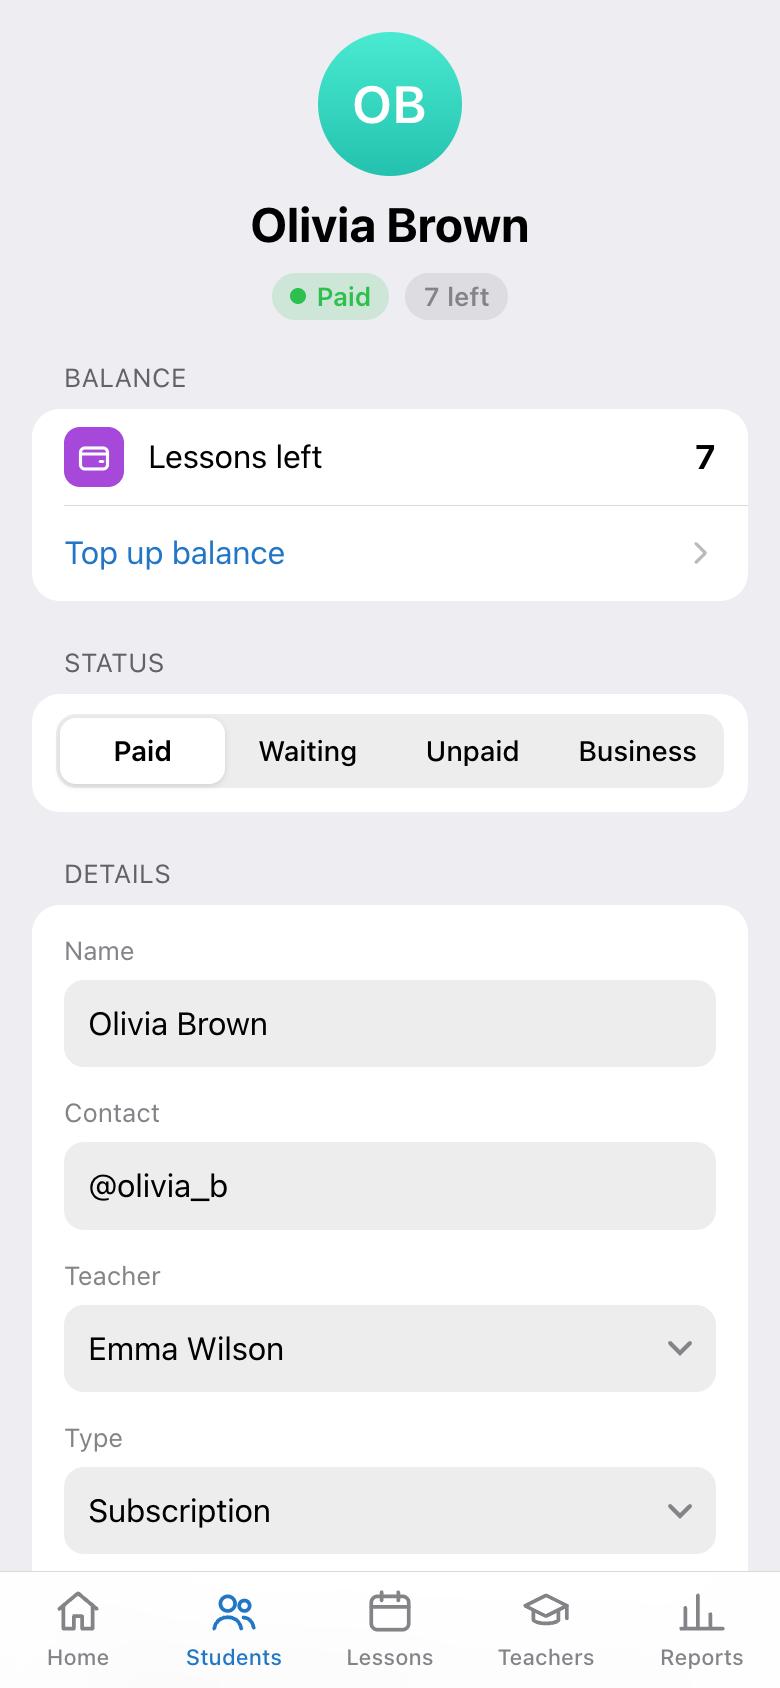 OB
Olivia Brown
Paid 7 left
BALANCE
Lessons left 7
Top up balance
STATUS
Paid Waiting Unpaid Business
DETAILS
Name
Olivia Brown
Contact
@olivia_b
Teacher
Emma Wilson
Type
Subscription
Home Students Lessons Teachers Reports